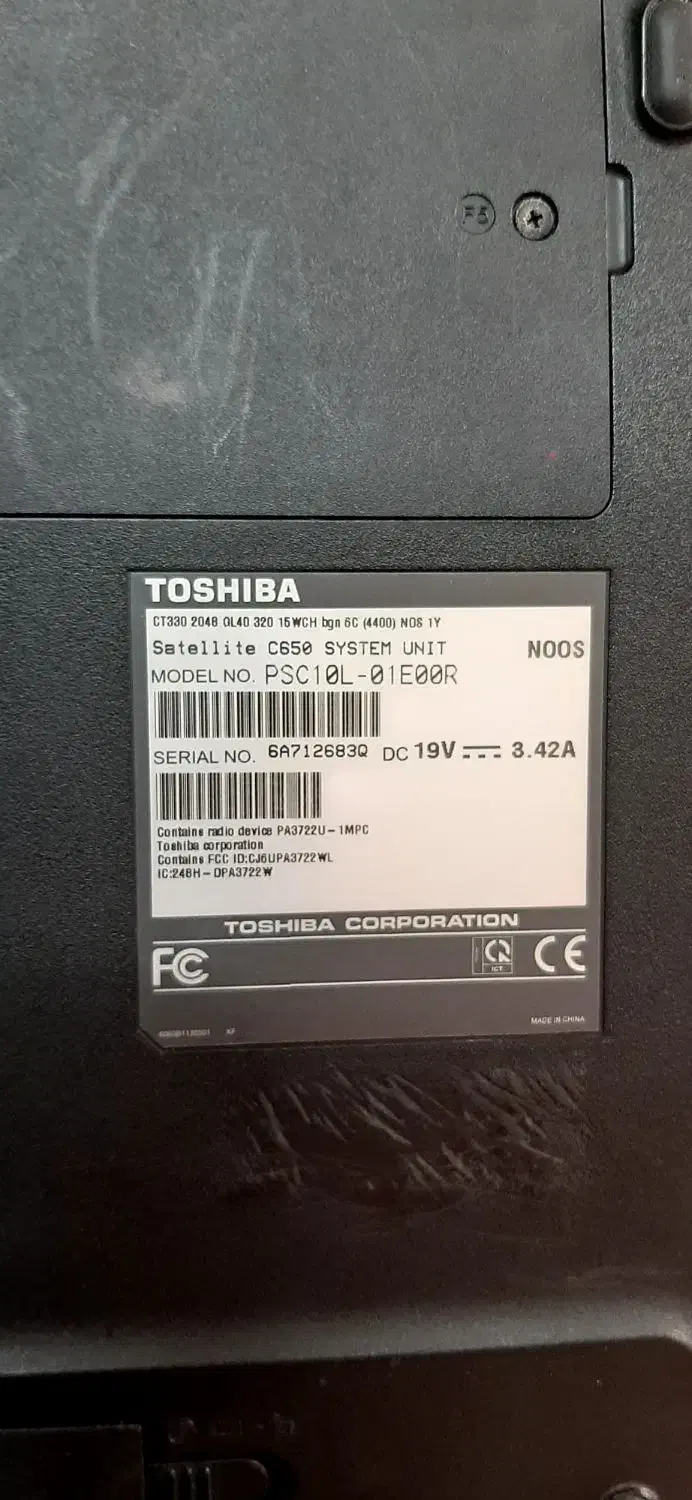 F5
TOSHIBA
CT330 2048 GL40 320 15WCH bgn 6C (4400) NOS 1Y
Satellite C650 SYSTEM UNIT NOOS
MODEL NO. PSC10L-01E00R
SERIAL NO. 6A712683Q DC 19V 3.42A
Contains radio device PA3722U-1MPC
Toshiba corporation
Contains FCC ID:CJ6UPA3722WL
IC:248H-DPA3722W
TOSHIBA CORPORATION
FC
ICT
CE
MADE IN CHINA